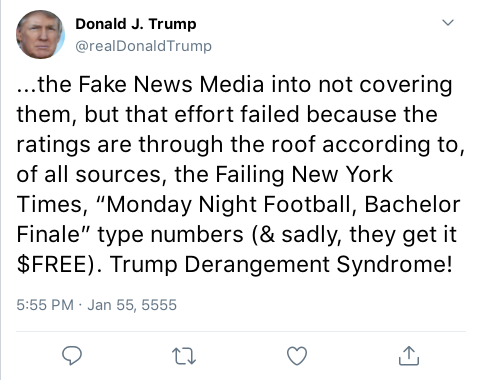 Donald J. Trump
@realDonaldTrump
...the Fake News Media into not covering
them, but that effort failed because the
ratings are through the roof according to,
of all sources, the Failing New York
Times, “Monday Night Football, Bachelor
Finale” type numbers (& sadly, they get it
$FREE). Trump Derangement Syndrome!
5:55 PM · Jan 55, 5555